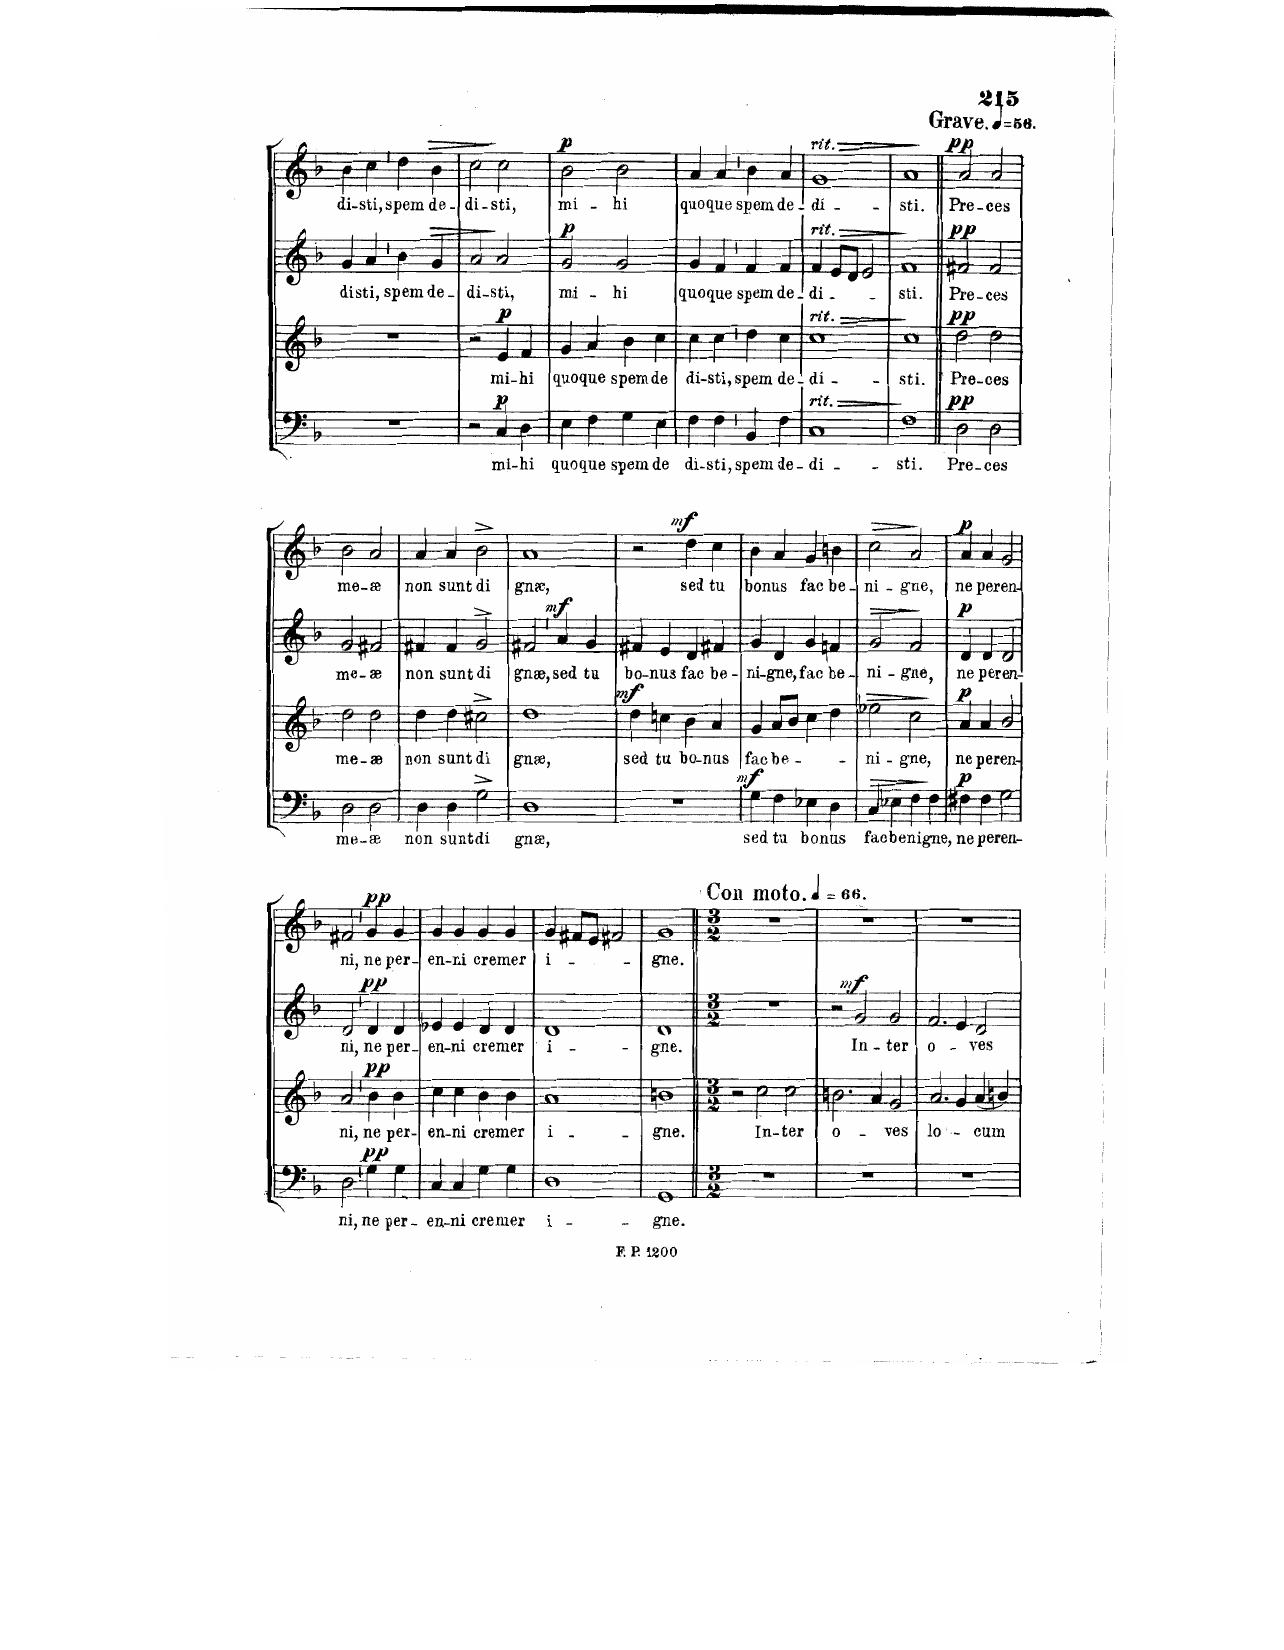 215
Grave. ♩=56.
p rit. pp
di-sti, spem de-di-sti, mi-hi quoque spem de-di-sti. Pre-ces
p rit. pp
disti, spem de-di-sti, mi-hi quoque spem de-di-sti. Pre-ces
p rit. pp
mi-hi quoque spem de di-sti, spem de-di-sti. Pre-ces
p rit. pp
mi-hi quoque spem de di-sti, spem de-di-sti. Pre-ces
mf p
me-æ non sunt di gnæ, sed tu bonus fac be-ni-gne, ne peren-
mf p
me-æ non sunt di gnæ, sed tu bo-nus fac be-ni-gne, fac be-ni-gne, ne peren-
mf p
me-æ non sunt di gnæ, sed tu bo-nus fac be-ni-gne, ne peren-
mf p
me-æ non sunt di gnæ, sed tu bonus fac benigne, ne peren-
pp Con moto. ♩=66.
3 2
ni, ne per-en-ni cremer i-gne.
pp mf
3 2
ni, ne per-en-ni cremer i-gne. In-ter o-ves
pp
3 2
ni, ne per-en-ni cremer i-gne. In-ter o-ves lo-cum
pp
3 2
ni, ne per-en-ni cremer i-gne.
F. P. 1200